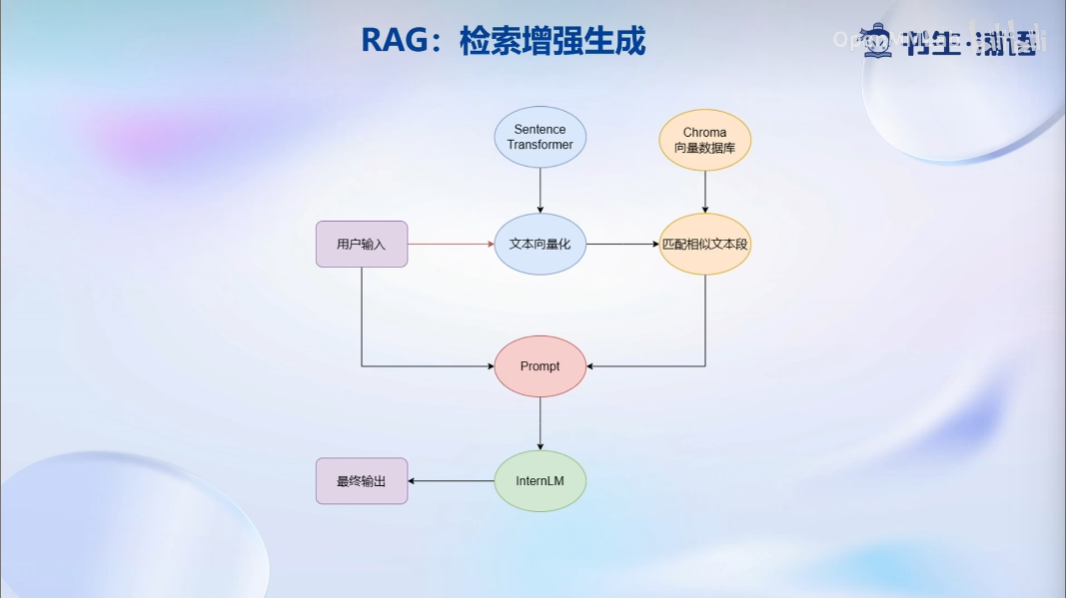 RAG：检索增强生成
书生·浦语
Sentence
Transformer
Chroma
向量数据库
用户输入
文本向量化
匹配相似文本段
Prompt
最终输出
InternLM